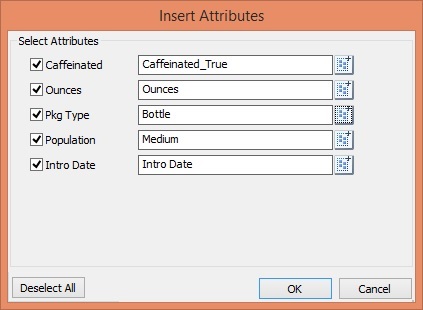 Insert Attributes
Select Attributes
Caffeinated Caffeinated_True
Ounces Ounces
Pkg Type Bottle
Population Medium
Intro Date Intro Date
Deselect All OK Cancel